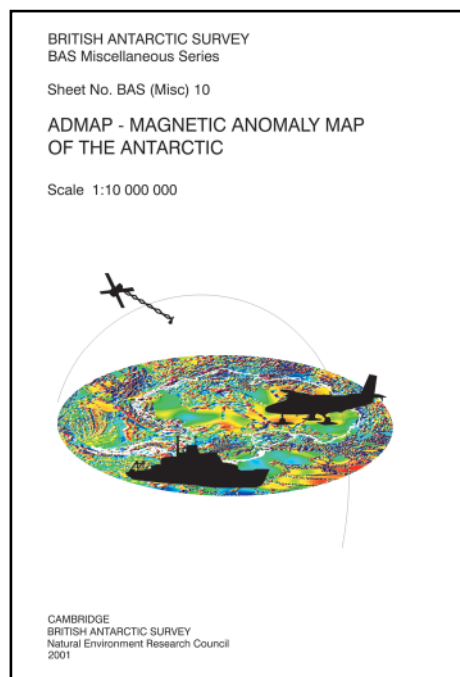 BRITISH ANTARCTIC SURVEY
BAS Miscellaneous Series
Sheet No. BAS (Misc) 10
ADMAP - MAGNETIC ANOMALY MAP
OF THE ANTARCTIC
Scale 1:10 000 000
CAMBRIDGE
BRITISH ANTARCTIC SURVEY
Natural Environment Research Council
2001